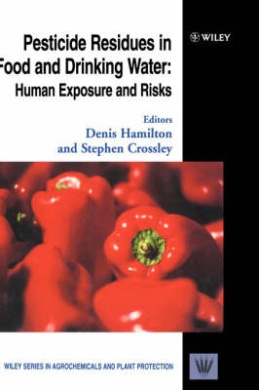 Pesticide Residues in
Food and Drinking Water:
Human Exposure and Risks
WILEY
Editors
Denis Hamilton
and Stephen Crossley
WILEY SERIES IN AGROCHEMICALS AND PLANT PROTECTION